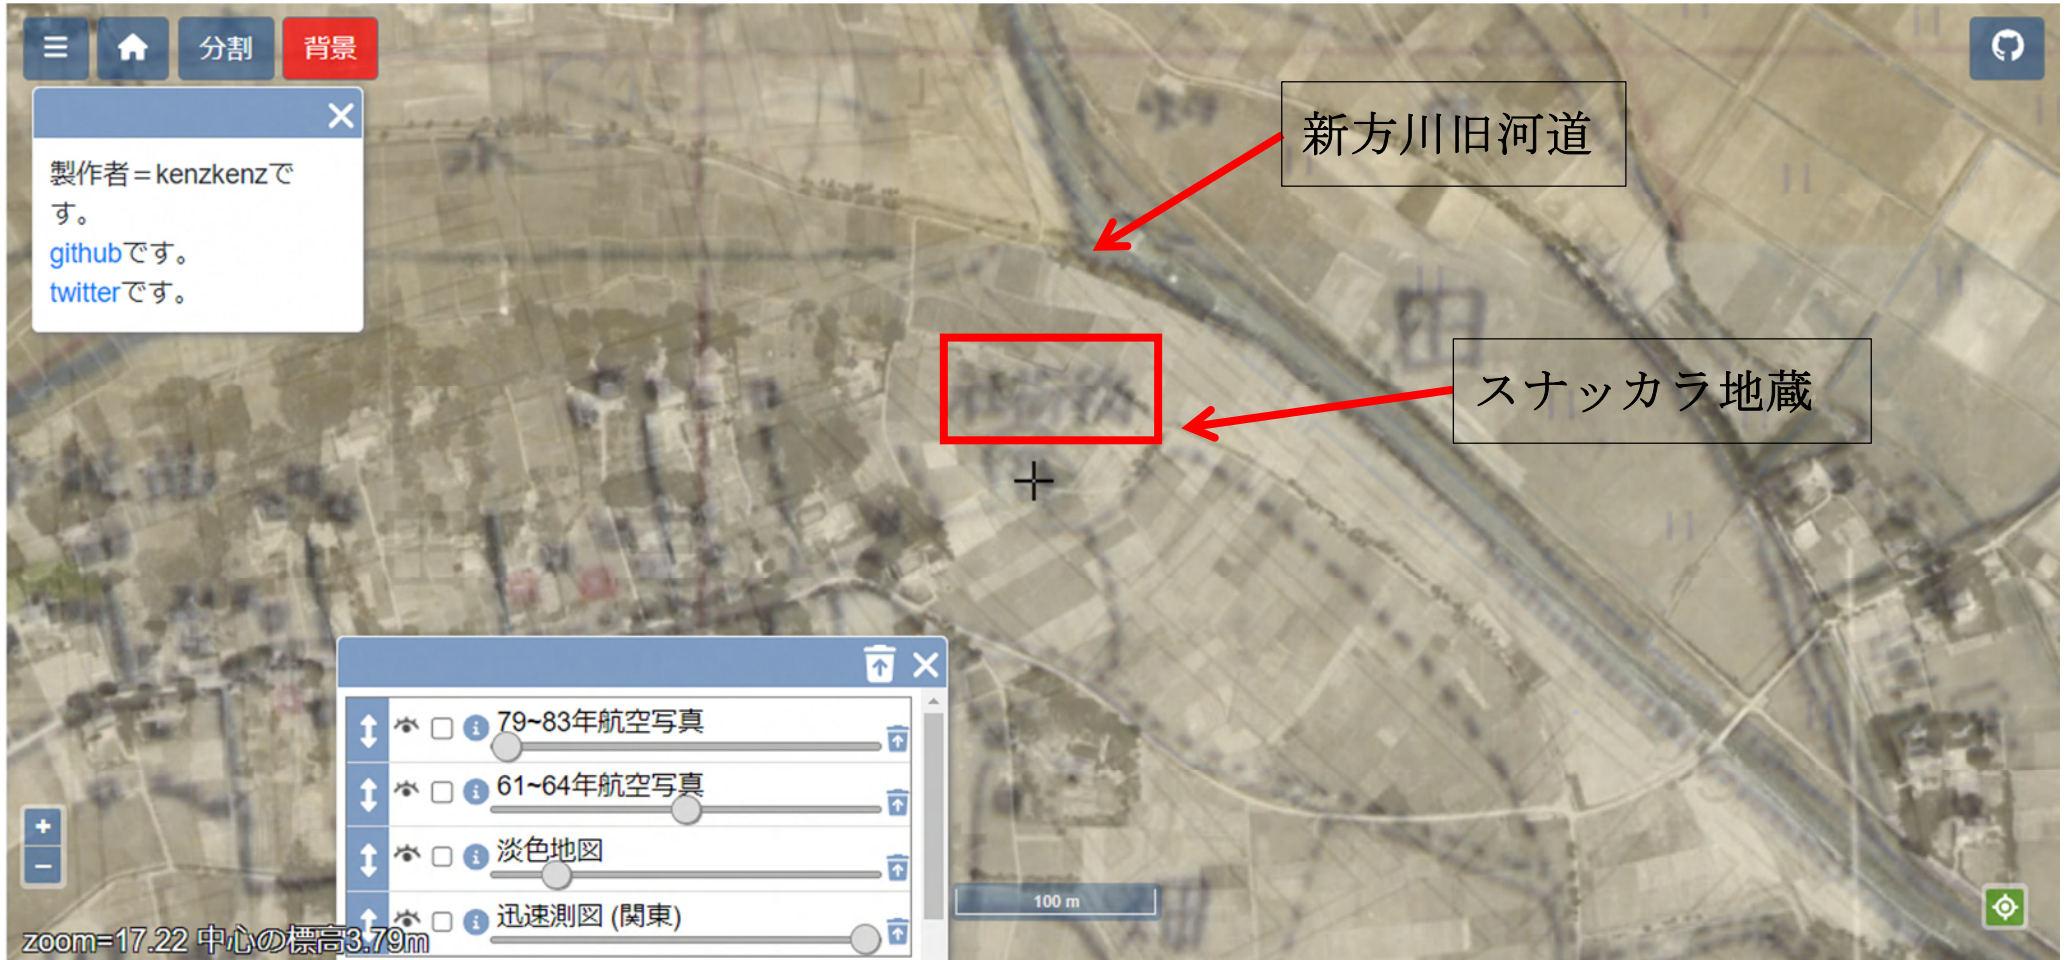 分割
背景
製作者＝kenzkenzで
す。
githubです。
twitterです。
新方川旧河道
スナッカラ地蔵
79~83年航空写真
61~64年航空写真
淡色地図
迅速測図 (関東)
+
−
100 m
zoom=17.22 中心の標高3.79m